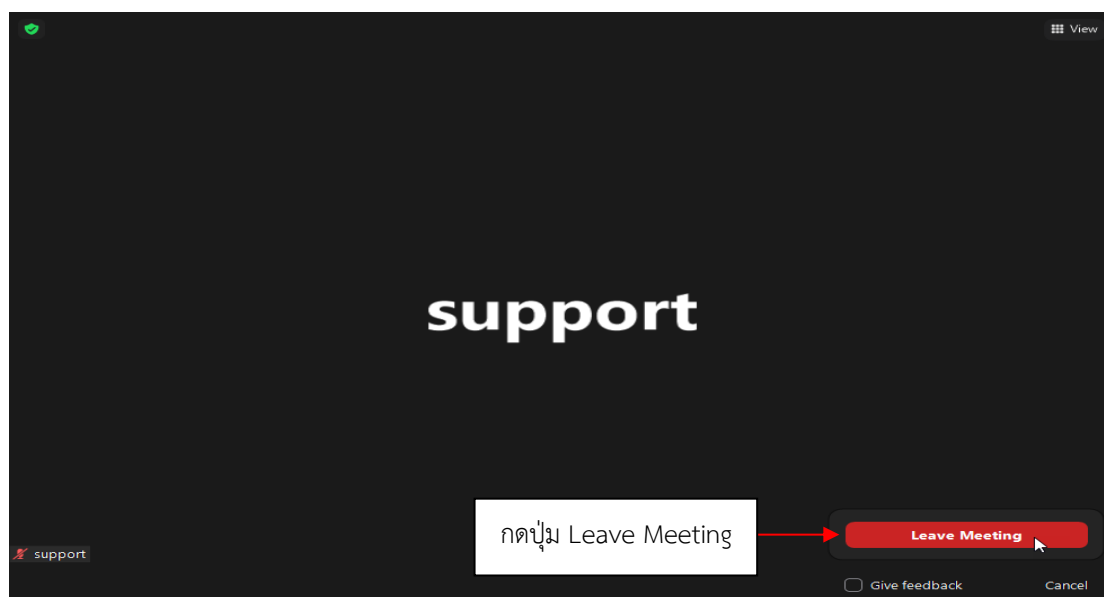 View
support
กดปุ่ม Leave Meeting
Leave Meeting
support
Give feedback
Cancel